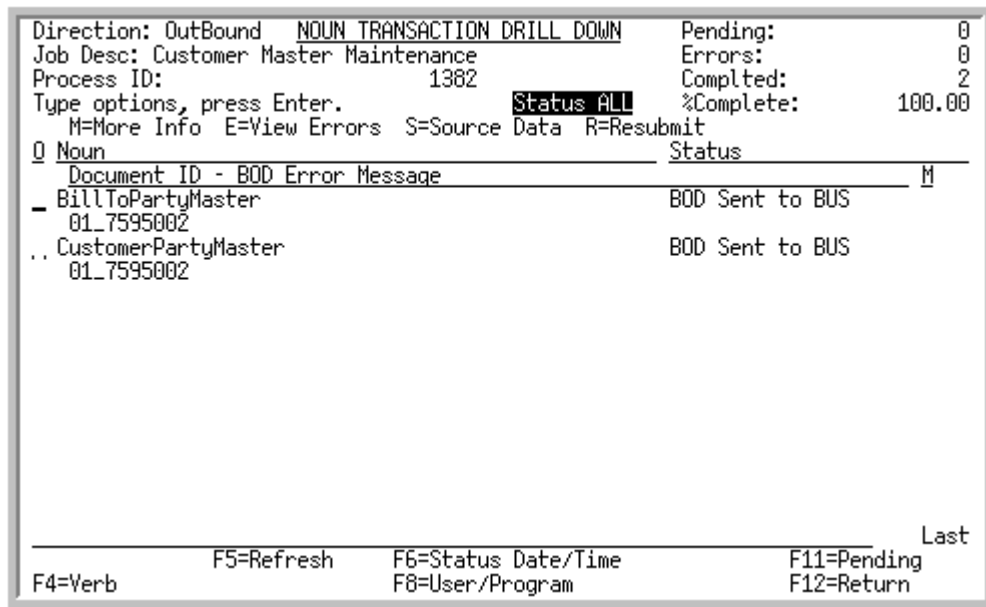 Direction: OutBound NOUN TRANSACTION DRILL DOWN Pending: 0
Job Desc: Customer Master Maintenance Errors: 0
Process ID: 1382 Complted: 2
Type options, press Enter. Status ALL %Complete: 100.00
M=More Info E=View Errors S=Source Data R=Resubmit
O Noun Status
Document ID - BOD Error Message M
_ BillToPartyMaster BOD Sent to BUS
01_7595002
.. CustomerPartyMaster BOD Sent to BUS
01_7595002
Last
F5=Refresh F6=Status Date/Time F11=Pending
F4=Verb F8=User/Program F12=Return